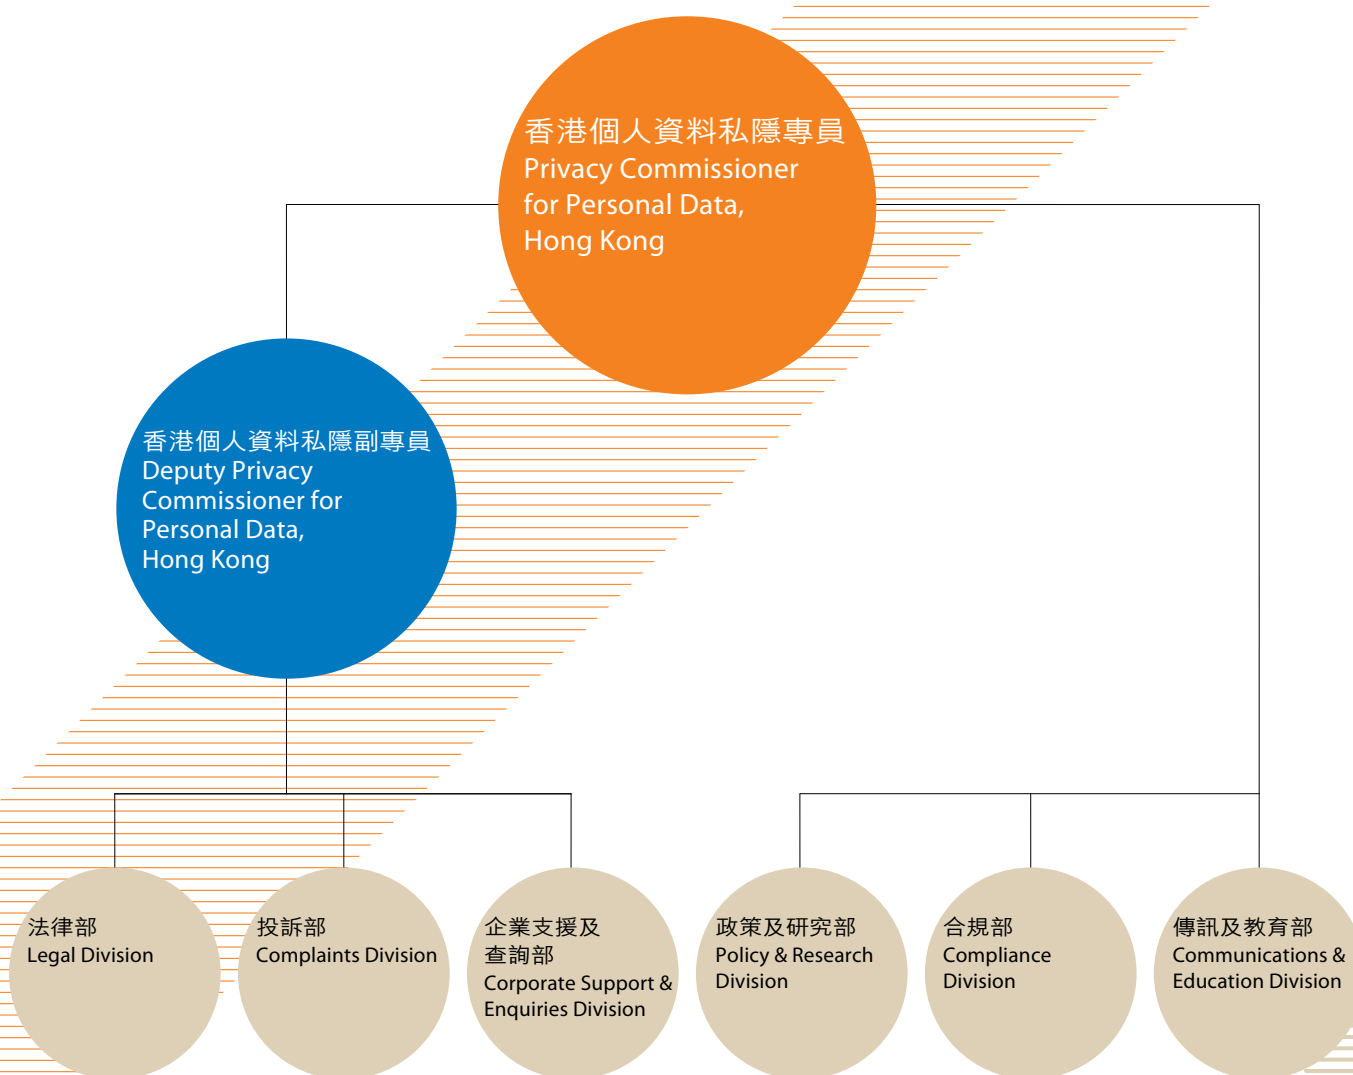 香港個人資料私隱專員
Privacy Commissioner
for Personal Data,
Hong Kong
香港個人資料私隱副專員
Deputy Privacy
Commissioner for
Personal Data,
Hong Kong
法律部
Legal Division
投訴部
Complaints Division
企業支援及
查詢部
Corporate Support &
Enquiries Division
政策及研究部
Policy & Research
Division
合規部
Compliance
Division
傳訊及教育部
Communications &
Education Division